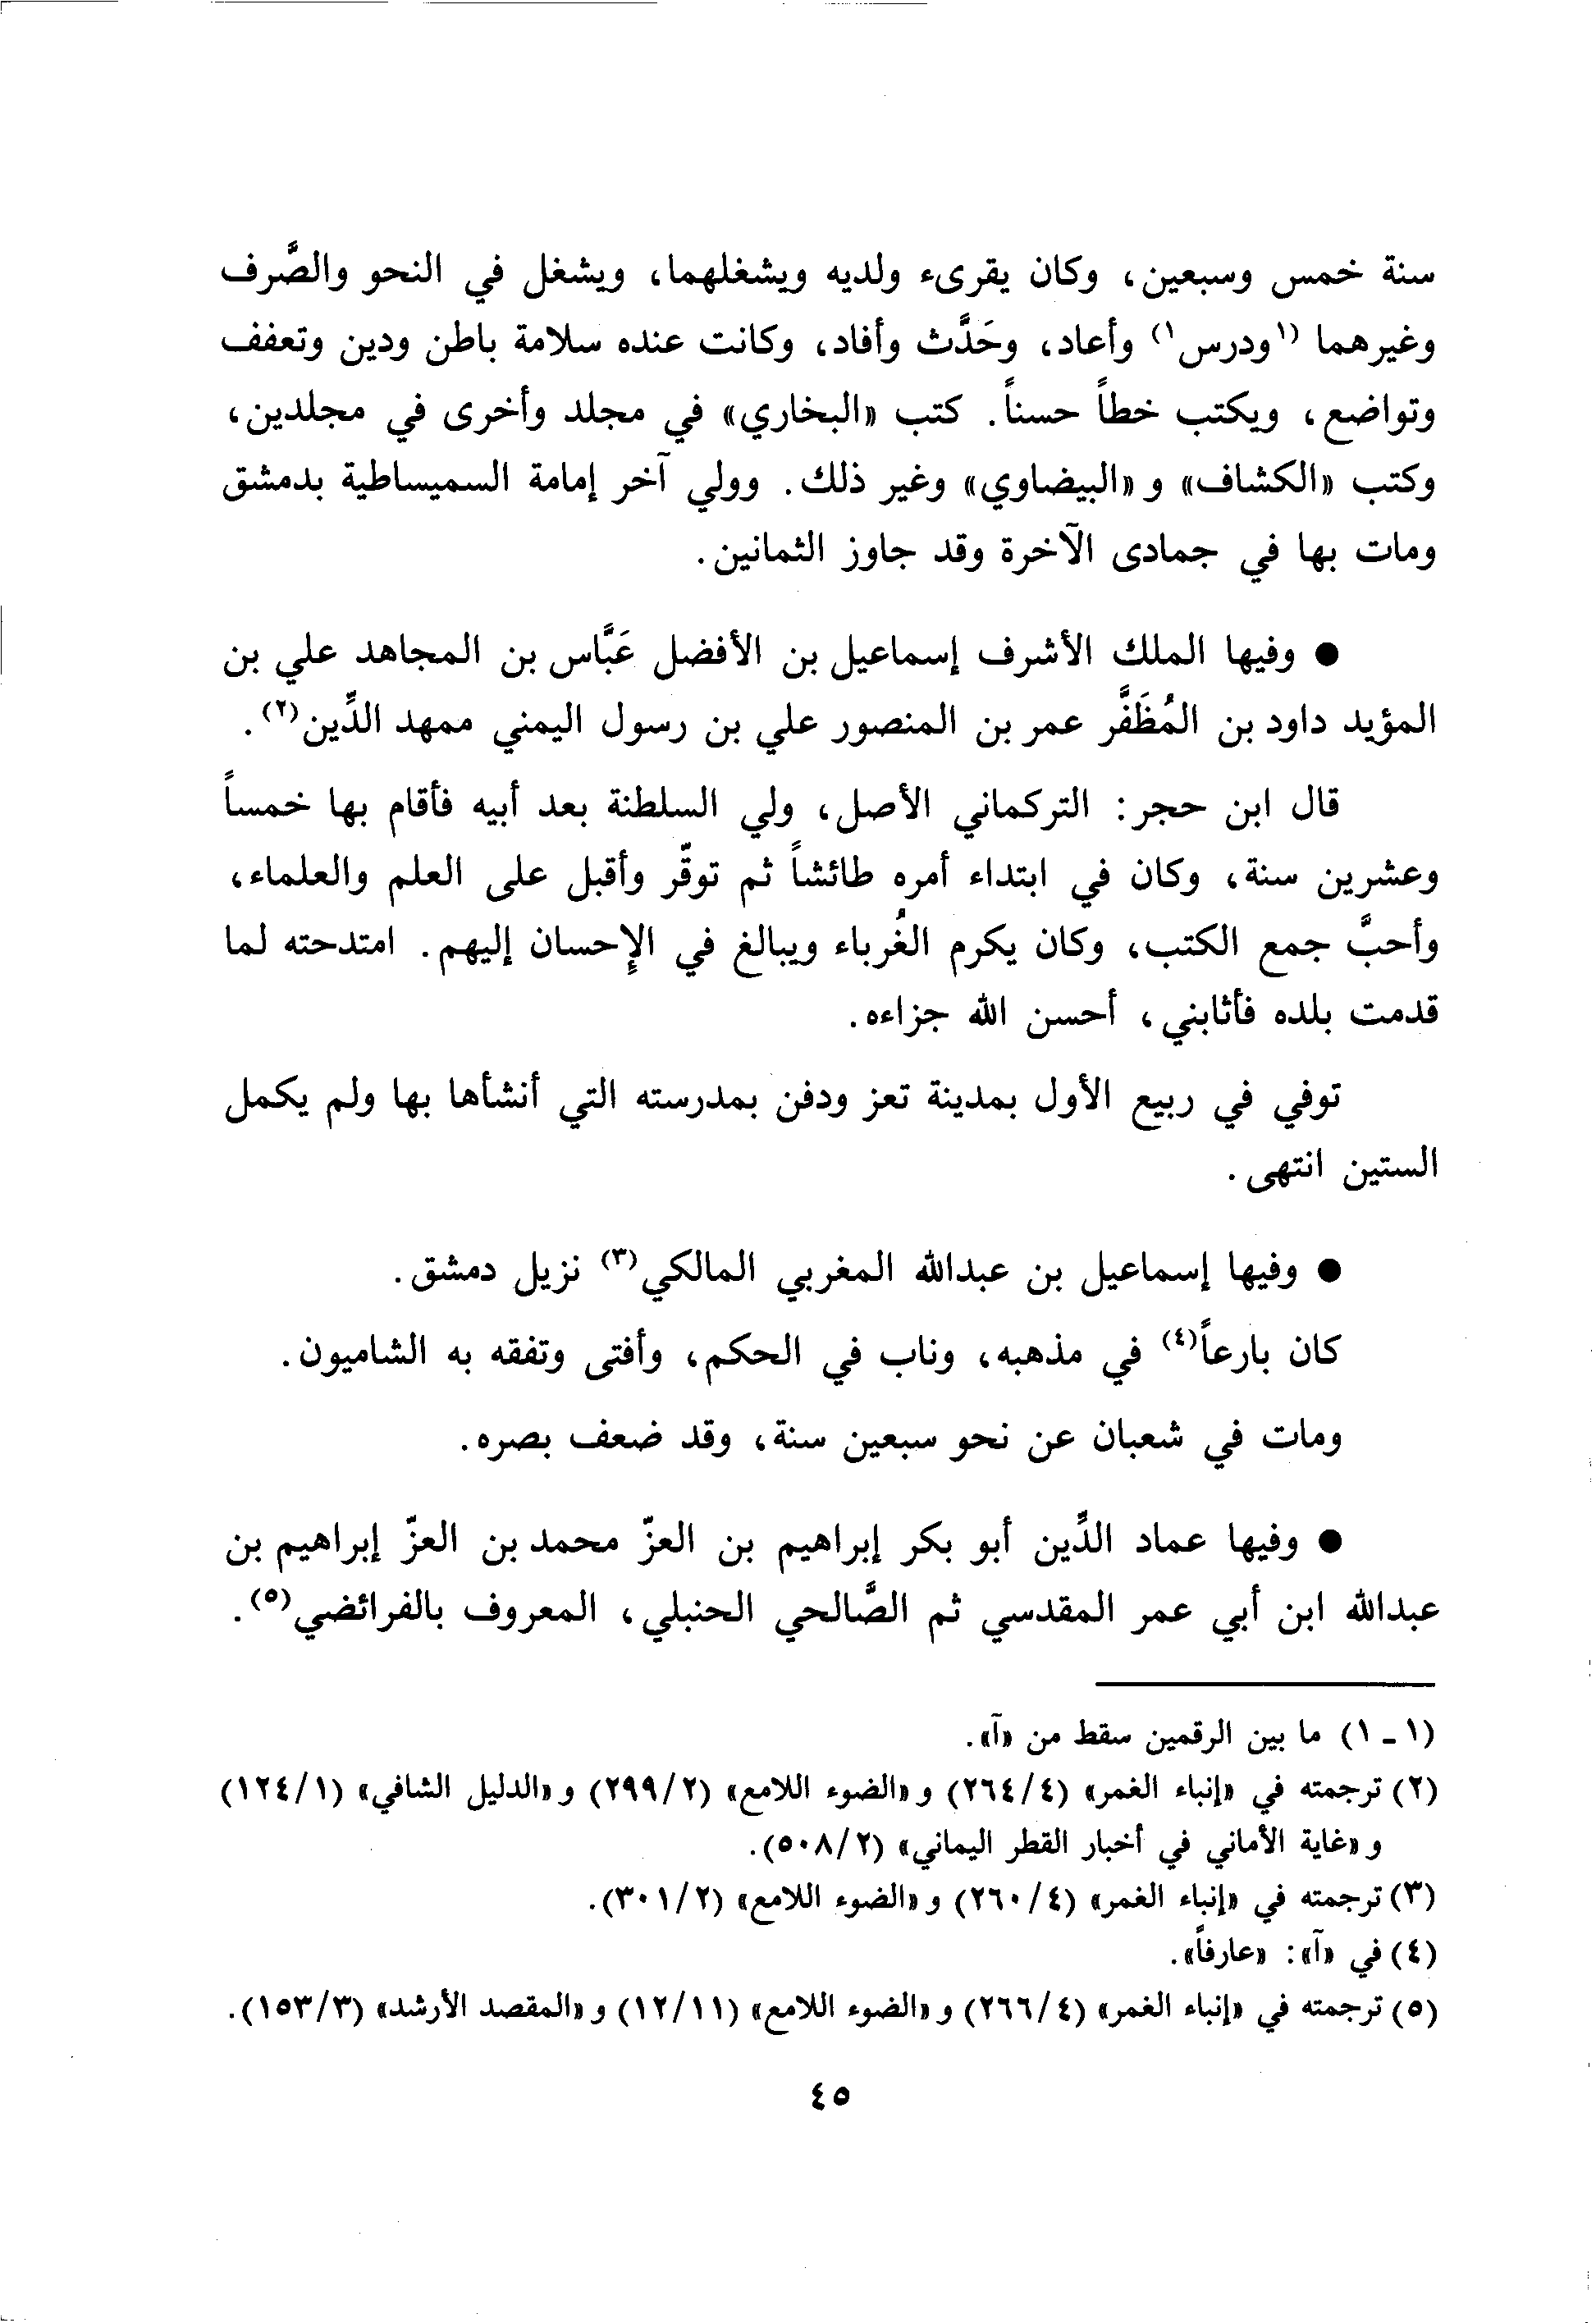 سنة خمس وسبعين، وكان يقرىء ولديه ويشغلهما، ويشغل في النحو والصَّرف
وغيرهما (١ودرس١) وأعاد، وحَدَّث وأفاد، وكانت عنده سلامة باطن ودين وتعفف
وتواضع، ويكتب خطاً حسناً. كتب «البخاري» في مجلد وأخرى في مجلدين،
وكتب «الكشاف» و «البيضاوي» وغير ذلك. وولي آخر إمامة السميساطية بدمشق
ومات بها في جمادى الآخرة وقد جاوز الثمانين.
● وفيها الملك الأشرف إسماعيل بن الأفضل عَبَّاس بن المجاهد علي بن
المؤيد داود بن المُظَفَّر عمر بن المنصور علي بن رسول اليمني ممهد الدِّين(٢).
قال ابن حجر: التركماني الأصل، ولي السلطنة بعد أبيه فأقام بها خمساً
وعشرين سنة، وكان في ابتداء أمره طائشاً ثم توقّر وأقبل على العلم والعلماء،
وأحبَّ جمع الكتب، وكان يكرم الغُرباء ويبالغ في الإحسان إليهم. امتدحته لما
قدمت بلده فأثابني، أحسن الله جزاءه.
توفي في ربيع الأول بمدينة تعز ودفن بمدرسته التي أنشأها بها ولم يكمل
الستين انتهى.
● وفيها إسماعيل بن عبدالله المغربي المالكي(٣) نزيل دمشق.
كان بارعاً(٤) في مذهبه، وناب في الحكم، وأفتى وتفقه به الشاميون.
ومات في شعبان عن نحو سبعين سنة، وقد ضعف بصره.
● وفيها عماد الدِّين أبو بكر إبراهيم بن العزّ محمد بن العزّ إبراهيم بن
عبدالله ابن أبي عمر المقدسي ثم الصَّالحي الحنبلي، المعروف بالفرائضي(٥).
(١ - ١) ما بين الرقمين سقط من «آ».
(٢) ترجمته في «إنباء الغمر» (٢٦٤/٤) و «الضوء اللامع» (٢٩٩/٢) و «الدليل الشافي» (١٢٤/١)
و «غاية الأماني في أخبار القطر اليماني» (٥٠٨/٢).
(٣) ترجمته في «إنباء الغمر» (٢٦٠/٤) و «الضوء اللامع» (٣٠١/٢).
(٤) في «آ»: «عارفاً».
(٥) ترجمته في «إنباء الغمر» (٢٦٦/٤) و «الضوء اللامع» (١٢/١١) و «المقصد الأرشد» (١٥٣/٣).
٤٥